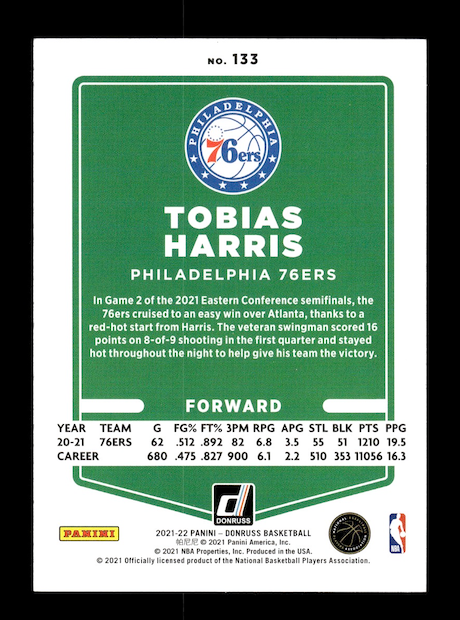 NO. 133
PHILADELPHIA
76ers
TOBIAS
HARRIS
PHILADELPHIA 76ERS
In Game 2 of the 2021 Eastern Conference semifinals, the
76ers cruised to an easy win over Atlanta, thanks to a
red-hot start from Harris. The veteran swingman scored 16
points on 8-of-9 shooting in the first quarter and stayed
hot throughout the night to help give his team the victory.
FORWARD
YEAR TEAM G FG% FT% 3PM RPG APG STL BLK PTS PPG
20-21 76ERS 62 .512 .892 82 6.8 3.5 55 51 1210 19.5
CAREER 680 .475 .827 900 6.1 2.2 510 353 11056 16.3
DONRUSS
PANINI
2021-22 PANINI – DONRUSS BASKETBALL
帕尼尼 © 2021 Panini America, Inc.
© 2021 NBA Properties, Inc. Produced in the USA.
© 2021 Officially licensed product of the National Basketball Players Association.